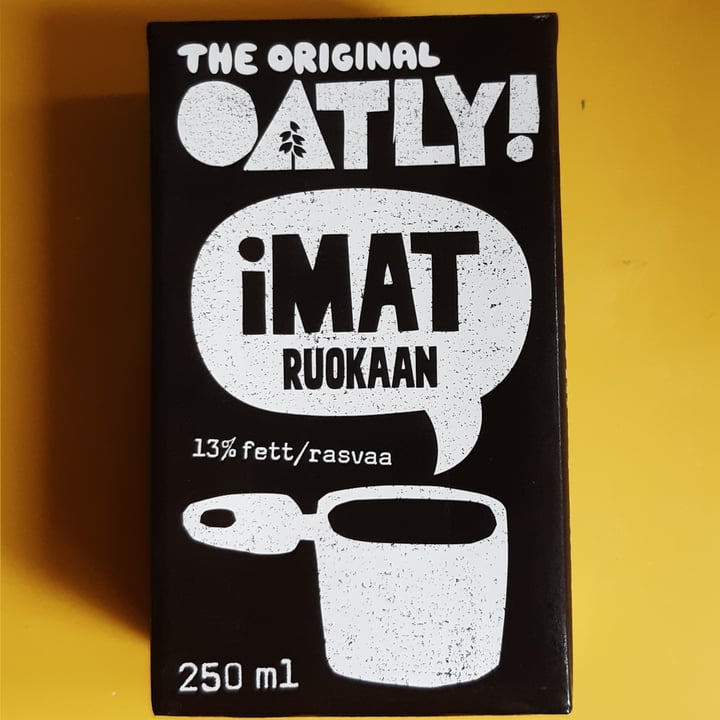 THE ORIGINAL
OATLY!
iMAT
RUOKAAN
13% fett/rasvaa
250 ml